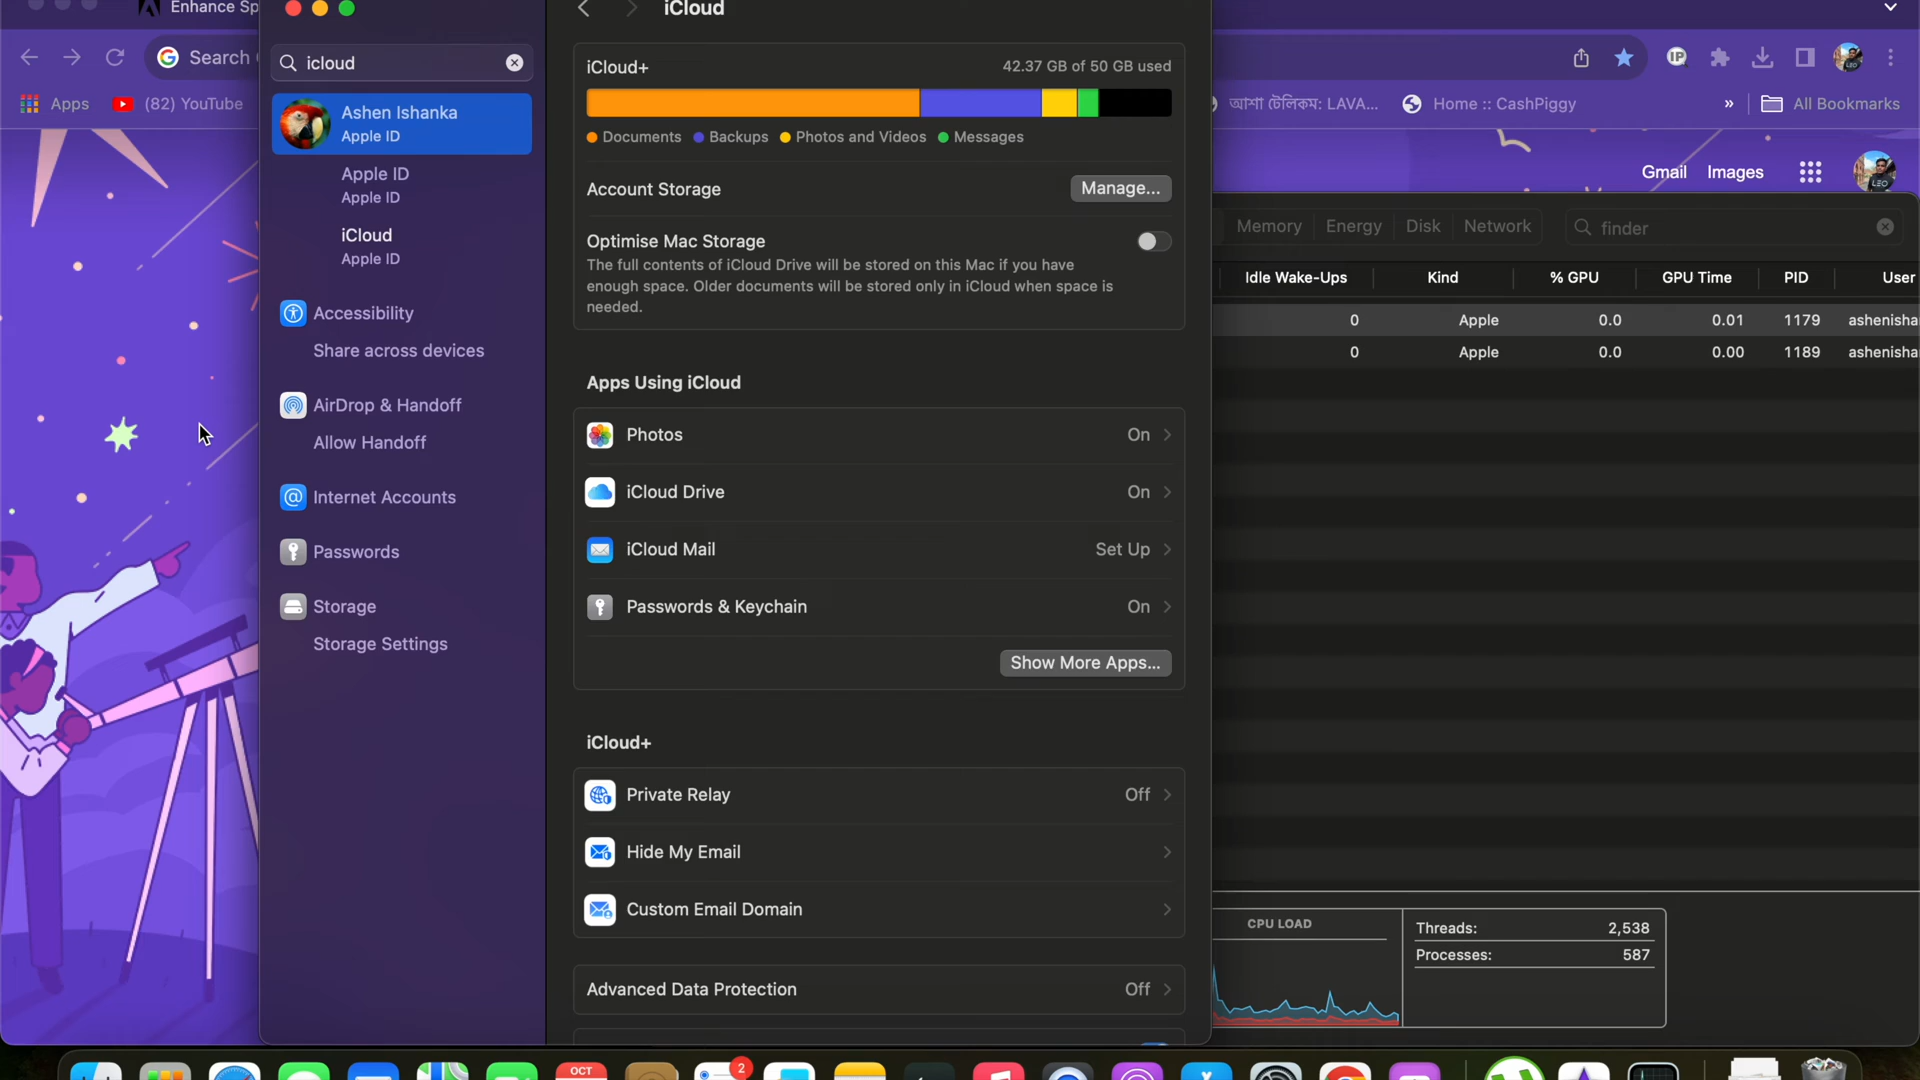 Enhance Sp
iCloud
Search
icloud
Apps
(82) YouTube
আশা টেলিকম: LAVA...
Home :: CashPiggy
»
All Bookmarks
Gmail
Images
Ashen Ishanka
Apple ID
Apple ID
Apple ID
iCloud
Apple ID
Accessibility
Share across devices
AirDrop & Handoff
Allow Handoff
Internet Accounts
Passwords
Storage
Storage Settings
iCloud+
42.37 GB of 50 GB used
Documents
Backups
Photos and Videos
Messages
Account Storage
Manage...
Optimise Mac Storage
The full contents of iCloud Drive will be stored on this Mac if you have
enough space. Older documents will be stored only in iCloud when space is
needed.
Apps Using iCloud
Photos
On
iCloud Drive
On
iCloud Mail
Set Up
Passwords & Keychain
On
Show More Apps...
iCloud+
Private Relay
Off
Hide My Email
Custom Email Domain
Advanced Data Protection
Off
Memory
Energy
Disk
Network
finder
Idle Wake-Ups
Kind
% GPU
GPU Time
PID
User
0
Apple
0.0
0.01
1179
ashenisha
0
Apple
0.0
0.00
1189
ashenisha
CPU LOAD
Threads:
2,538
Processes:
587
OCT
2